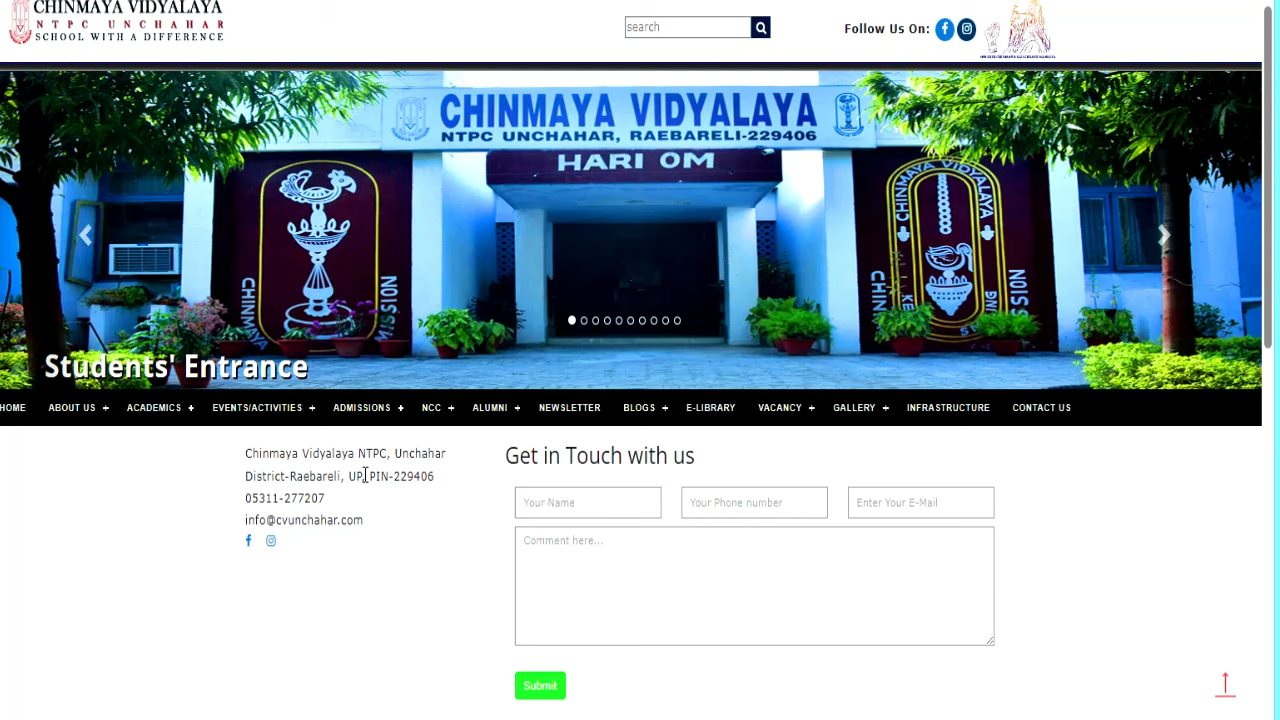 CHINMAYA VIDYALAYA
NTPC UNCHAHAR
SCHOOL WITH A DIFFERENCE
search
Follow Us On:
CHINMAYA VIDYALAYA
NTPC UNCHAHAR, RAEBARELI-229406
HARI OM
CHINMAYA VIDYALAYA
MISSION
Students' Entrance
HOME ABOUT US + ACADEMICS + EVENTS/ACTIVITIES + ADMISSIONS + NCC + ALUMNI + NEWSLETTER BLOGS + E-LIBRARY VACANCY + GALLERY + INFRASTRUCTURE CONTACT US
Chinmaya Vidyalaya NTPC, Unchahar
District-Raebareli, UP,PIN-229406
05311-277207
info@cvunchahar.com
Get in Touch with us
Your Name Your Phone number Enter Your E-Mail
Comment here...
Submit